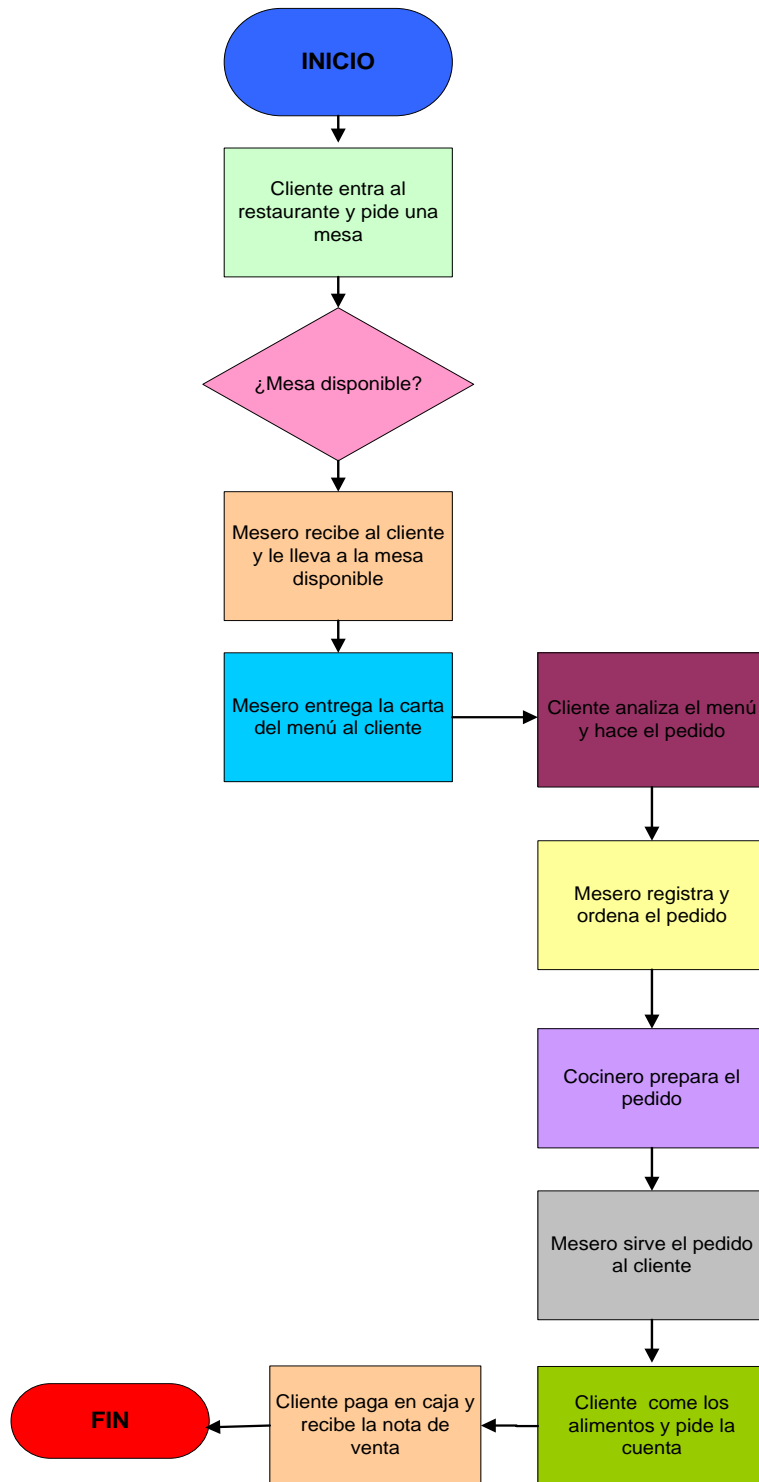 INICIO
Cliente entra al
restaurante y pide una
mesa
¿Mesa disponible?
Mesero recibe al cliente
y le lleva a la mesa
disponible
Mesero entrega la carta
del menú al cliente
Cliente analiza el menú
y hace el pedido
Mesero registra y
ordena el pedido
Cocinero prepara el
pedido
Mesero sirve el pedido
al cliente
Cliente  come los
alimentos y pide la
cuenta
Cliente paga en caja y
recibe la nota de
venta
FIN